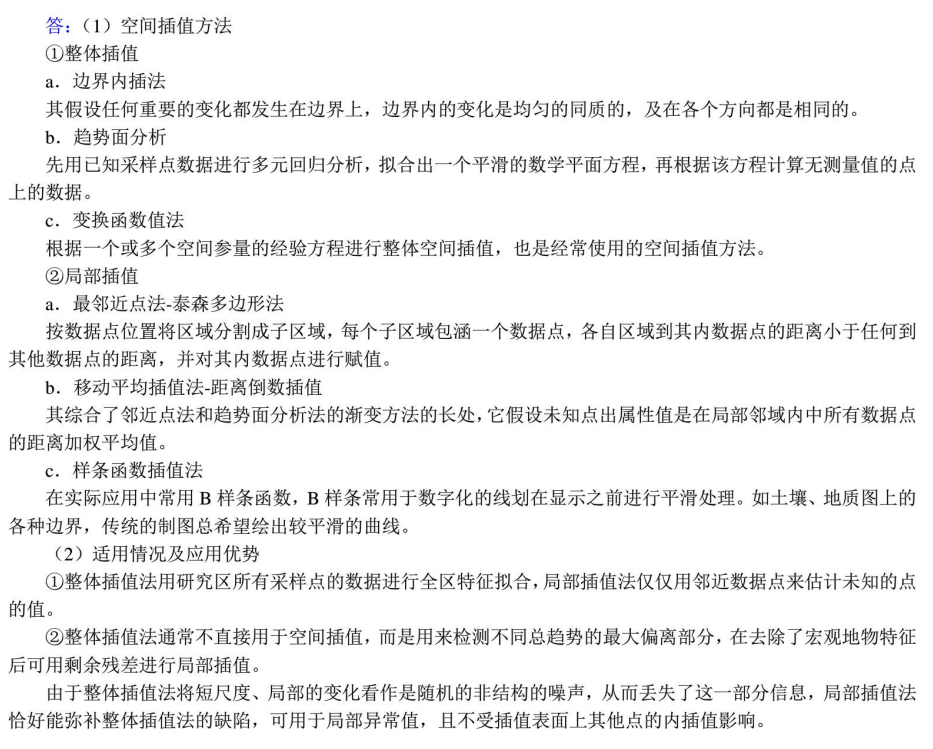 答：（1）空间插值方法
①整体插值
a．边界内插法
其假设任何重要的变化都发生在边界上，边界内的变化是均匀的同质的，及在各个方向都是相同的。
b．趋势面分析
先用已知采样点数据进行多元回归分析，拟合出一个平滑的数学平面方程，再根据该方程计算无测量值的点
上的数据。
c．变换函数值法
根据一个或多个空间参量的经验方程进行整体空间插值，也是经常使用的空间插值方法。
②局部插值
a．最邻近点法-泰森多边形法
按数据点位置将区域分割成子区域，每个子区域包涵一个数据点，各自区域到其内数据点的距离小于任何到
其他数据点的距离，并对其内数据点进行赋值。
b．移动平均插值法-距离倒数插值
其综合了邻近点法和趋势面分析法的渐变方法的长处，它假设未知点出属性值是在局部邻域内中所有数据点
的距离加权平均值。
c．样条函数插值法
在实际应用中常用 B 样条函数，B 样条常用于数字化的线划在显示之前进行平滑处理。如土壤、地质图上的
各种边界，传统的制图总希望绘出较平滑的曲线。
（2）适用情况及应用优势
①整体插值法用研究区所有采样点的数据进行全区特征拟合，局部插值法仅仅用邻近数据点来估计未知的点
的值。
②整体插值法通常不直接用于空间插值，而是用来检测不同总趋势的最大偏离部分，在去除了宏观地物特征
后可用剩余残差进行局部插值。
由于整体插值法将短尺度、局部的变化看作是随机的非结构的噪声，从而丢失了这一部分信息，局部插值法
恰好能弥补整体插值法的缺陷，可用于局部异常值，且不受插值表面上其他点的内插值影响。